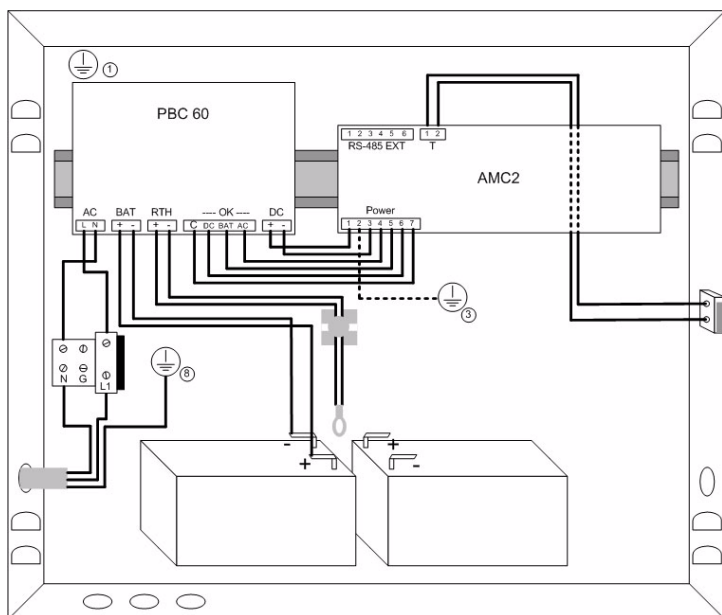 1
PBC 60
1 2 3 4 5 6
1 2
RS-485 EXT
T
AMC2
AC
BAT
RTH
---- OK ----
DC
Power
L N
+ -
+ -
C DC BAT AC
+ -
1 2 3 4 5 6 7
3
8
N
G
L1
-
+
+
-